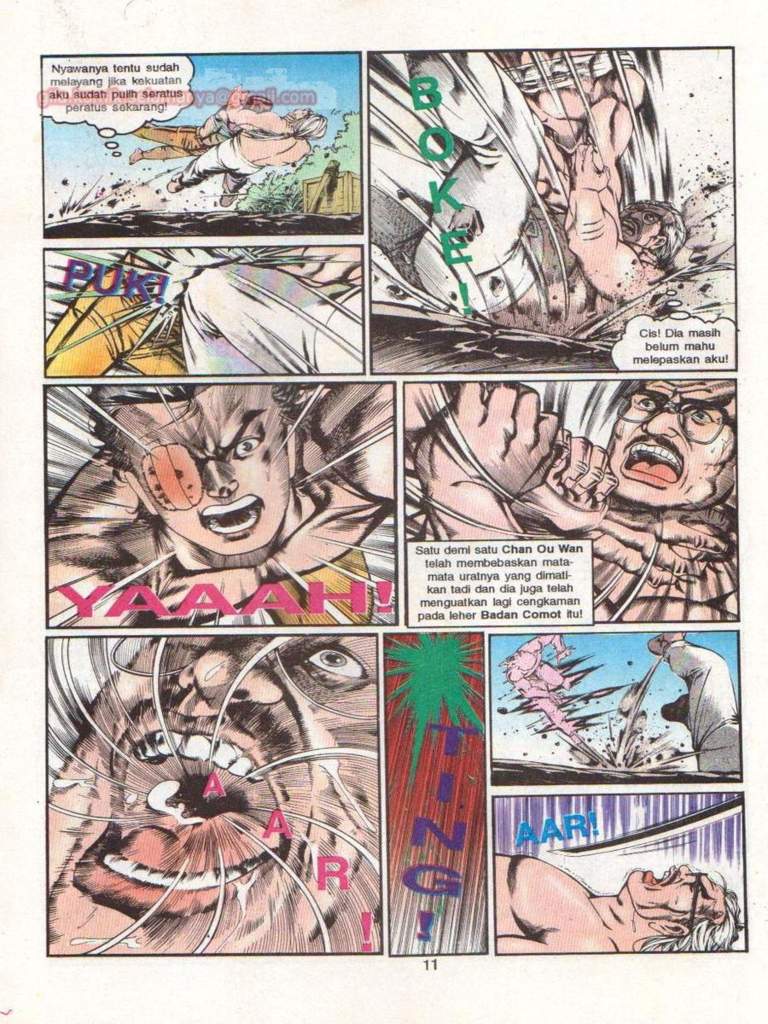 Nyawanya tentu sudah
melayang jika kekuatan
aku sudah pulih seratus
peratus sekarang!
BOKE!
Cis! Dia masih
belum mahu
melepaskan aku!
PUK!
YAAAH!
Satu demi satu Chan Ou Wan
telah membebaskan mata-
mata uratnya yang dimati-
kan tadi dan dia juga telah
menguatkan lagi cengkaman
pada leher Badan Comot itu!
AAR!
TING!
AAR!
11